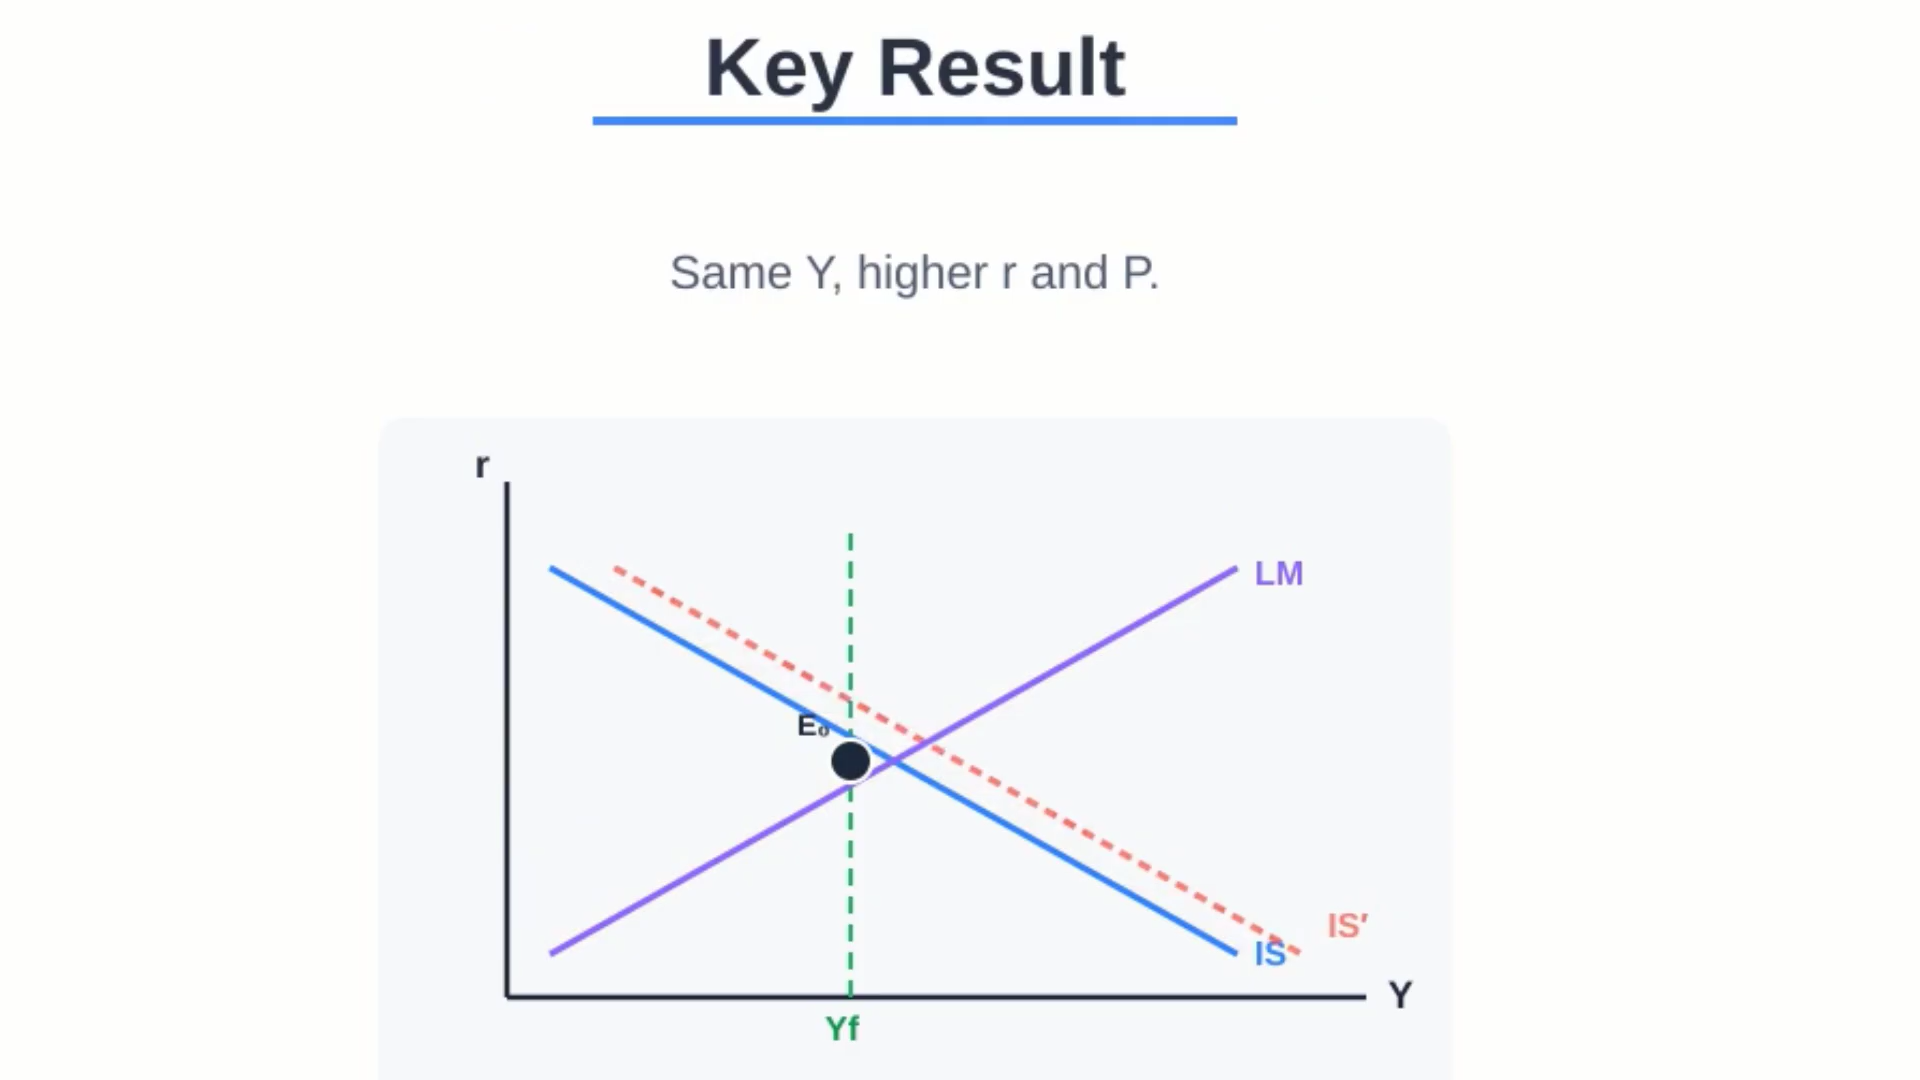 Key Result
Same Y, higher r and P.
r
LM
E₀
IS′
IS
Y
Yf